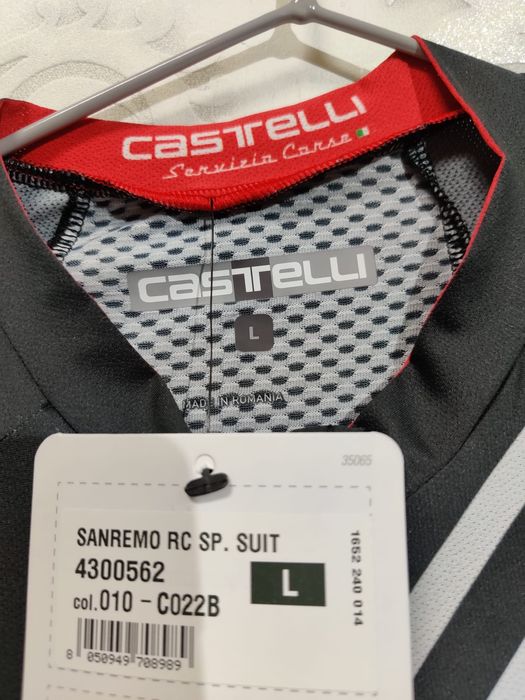 CASTELLI
Servizio Corse
CASTELLI
L
MADE IN ROMANIA
35065
SANREMO RC SP. SUIT
4300562
L
col.010 - C022B
8 050949 708989
1652 240 014